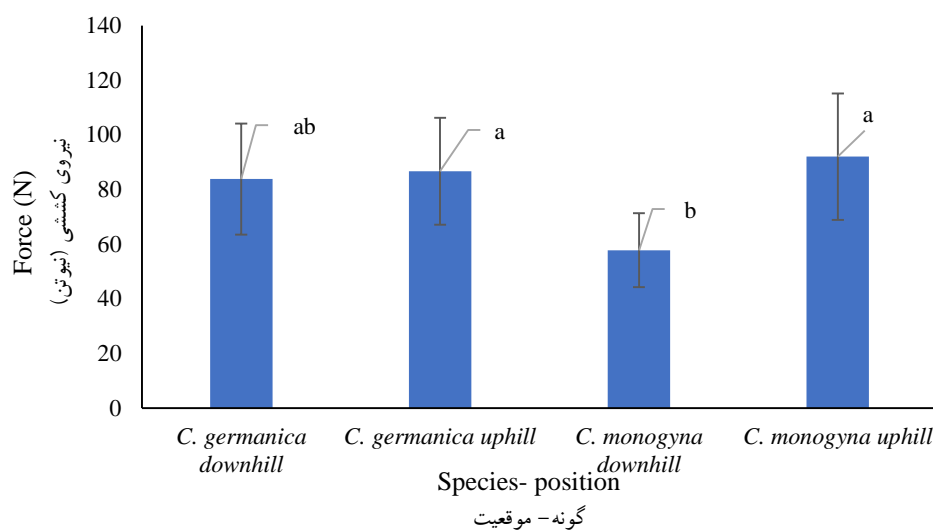 140
120
100
80
60
40
20
0
Force (N)
نیروی کششی (نیوتن)
ab
a
b
a
C. germanica downhill
C. germanica uphill
C. monogyna downhill
C. monogyna uphill
Species- position
گونه- موقعیت